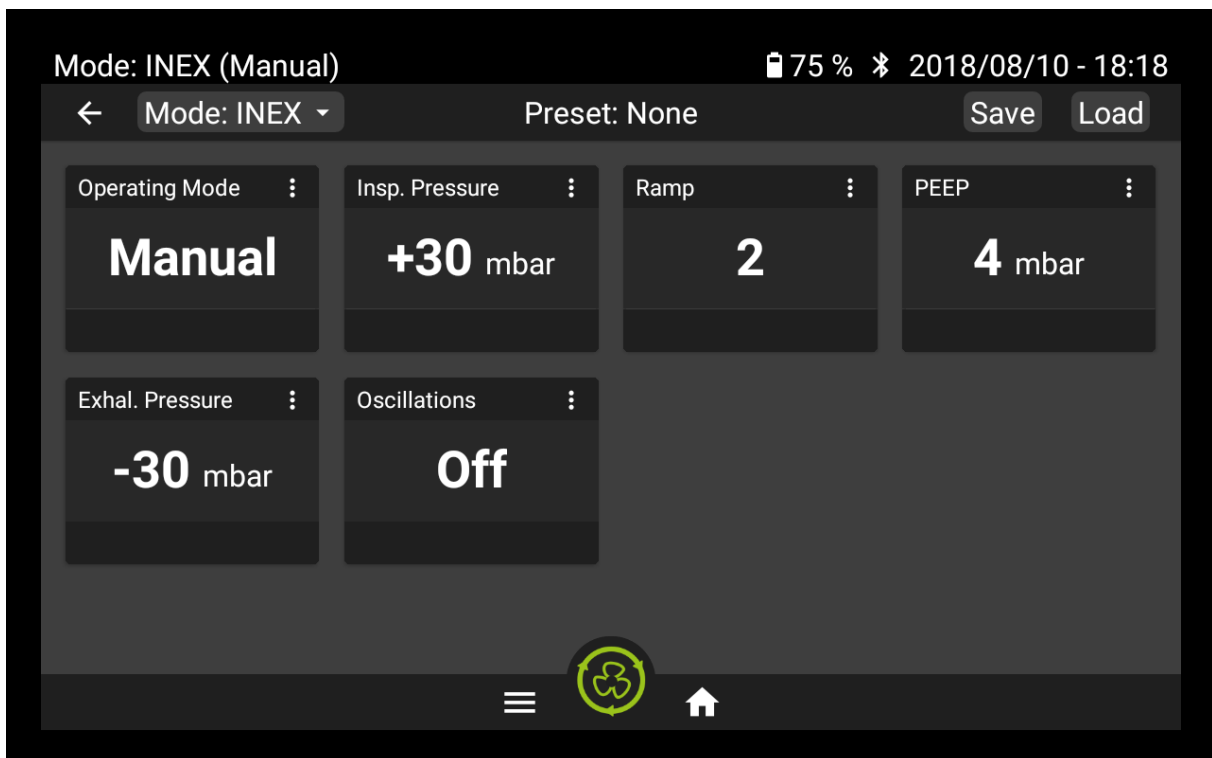 Mode: INEX (Manual)
75 % 2018/08/10 - 18:18
Mode: INEX Preset: None Save Load
Operating Mode Insp. Pressure Ramp PEEP
Manual +30 mbar 2 4 mbar
Exhal. Pressure Oscillations
-30 mbar Off